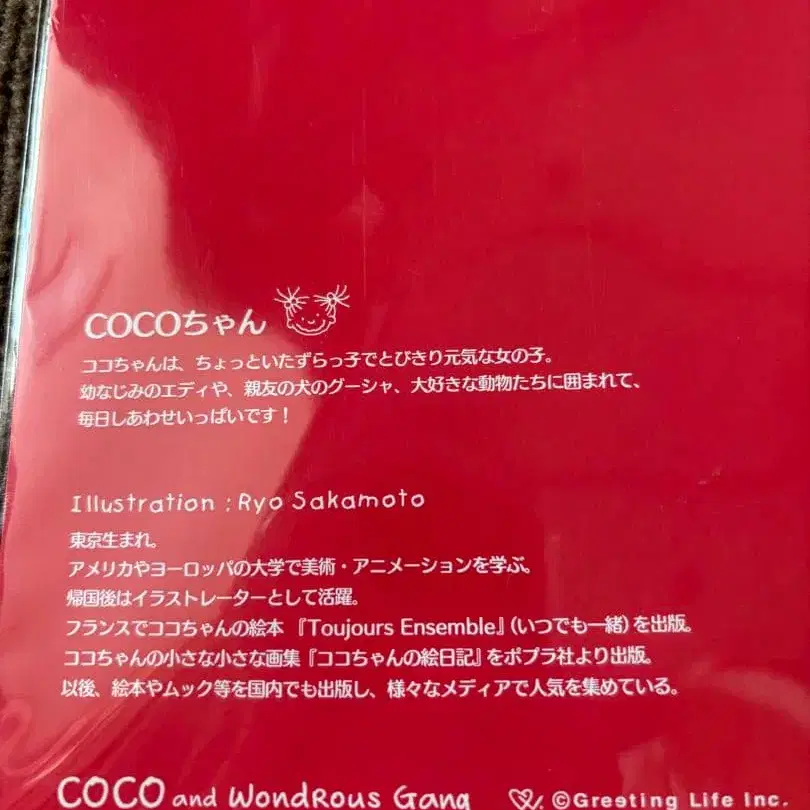 COCOちゃん
ココちゃんは、ちょっといたずらっ子でとびきり元気な女の子。
幼なじみのエディや、親友の犬のグーシャ、大好きな動物たちに囲まれて、
毎日しあわせいっぱいです！
Illustration : Ryo Sakamoto
東京生まれ。
アメリカやヨーロッパの大学で美術・アニメーションを学ぶ。
帰国後はイラストレーターとして活躍。
フランスでココちゃんの絵本『Toujours Ensemble』(いつでも一緒)を出版。
ココちゃんの小さな小さな画集『ココちゃんの絵日記』をポプラ社より出版。
以後、絵本やムック等を国内でも出版し、様々なメディアで人気を集めている。
COCO and WONDROUS GANG ©Greeting Life Inc.